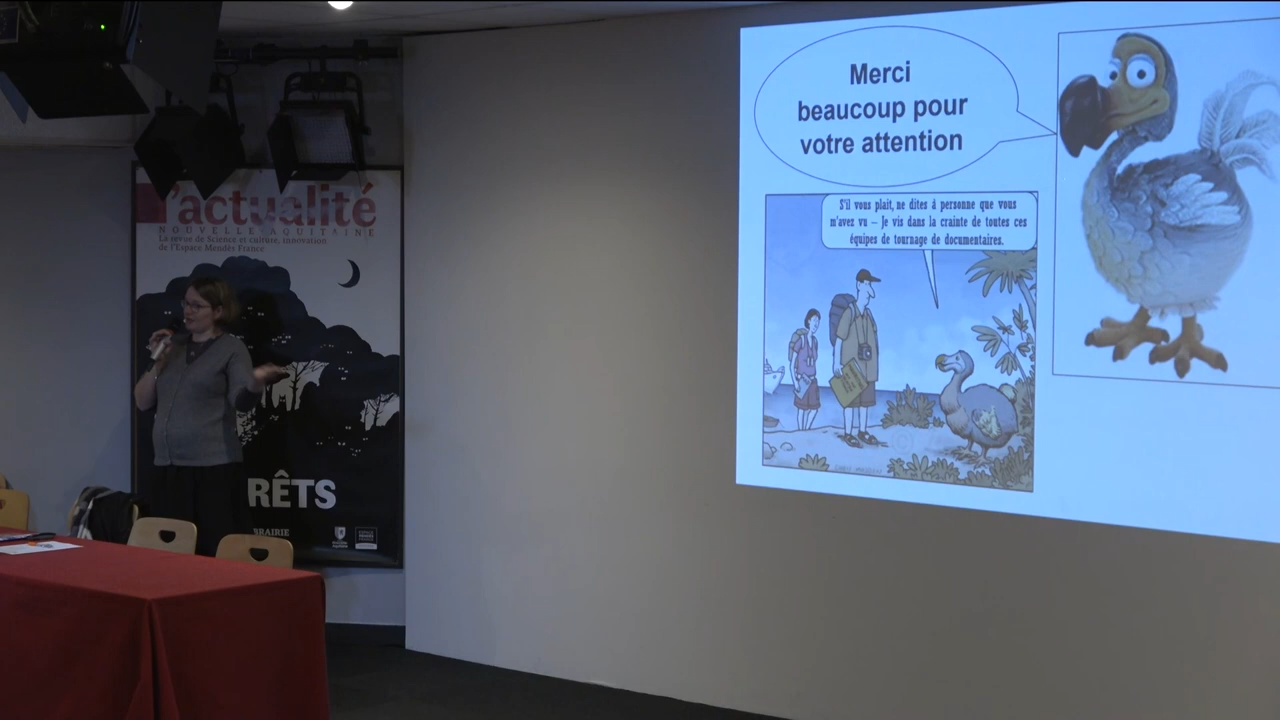 l'actualité
NOUVELLE AQUITAINE
La revue de Science et culture, innovation
de l'Espace Mendès France
RÊTS
BRAIRIE
Merci
beaucoup pour
votre attention
S'il vous plait, ne dites à personne que vous
m'avez vu – Je vis dans la crainte de toutes ces
équipes de tournage de documentaires.